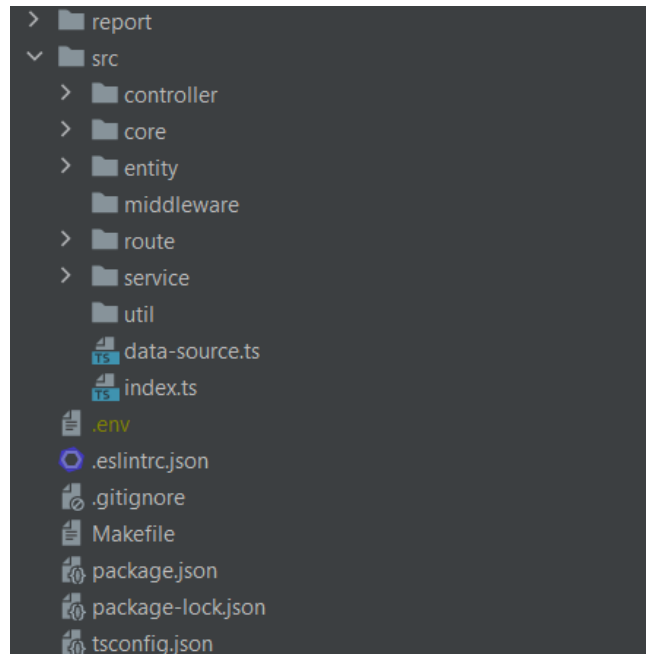 report
src
controller
core
entity
middleware
route
service
util
data-source.ts
index.ts
.env
.eslintrc.json
.gitignore
Makefile
package.json
package-lock.json
tsconfig.json